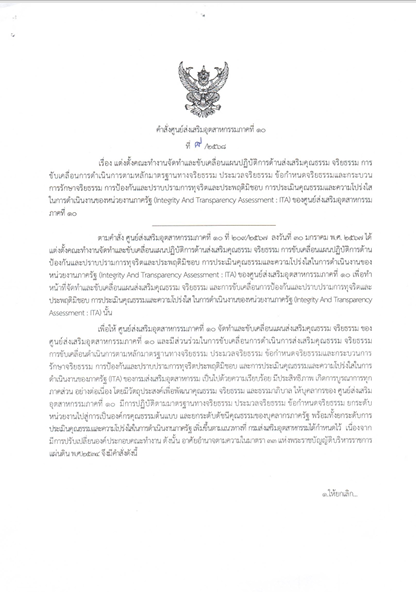 คำสั่งศูนย์ส่งเสริมอุตสาหกรรมภาคที่ ๑๐
ที่ ๙ /๒๕๖๘
เรื่อง แต่งตั้งคณะทำงานจัดทำและขับเคลื่อนแผนปฏิบัติการด้านส่งเสริมคุณธรรม จริยธรรม การ
ขับเคลื่อนการดำเนินการตามหลักมาตรฐานทางจริยธรรม ประมวลจริยธรรม ข้อกำหนดจริยธรรมและกระบวน
การรักษาจริยธรรม การป้องกันและปราบปรามการทุจริตและประพฤติมิชอบ การประเมินคุณธรรมและความโปร่งใส
ในการดำเนินงานของหน่วยงานภาครัฐ (Integrity And Transparency Assessment : ITA) ของศูนย์ส่งเสริมอุตสาหกรรม
ภาคที่ ๑๐
ตามคำสั่ง ศูนย์ส่งเสริมอุตสาหกรรมภาคที่ ๑๐ ที่ ลงวันที่ ๓๐ มกราคม พ.ศ. ๒๕๖๗ ได้
แต่งตั้งคณะทำงานจัดทำและขับเคลื่อนแผนปฏิบัติการด้านส่งเสริมคุณธรรม จริยธรรม การขับเคลื่อนแผนปฏิบัติการด้าน
ป้องกันและปราบปรามการทุจริตและประพฤติมิชอบ การประเมินคุณธรรมและความโปร่งใสในการดำเนินงานของ
หน่วยงานภาครัฐ (Integrity And Transparency Assessment : ITA) ของศูนย์ส่งเสริมอุตสาหกรรมภาคที่ ๑๐ เพื่อทำ
หน้าที่จัดทำและขับเคลื่อนแผนส่งเสริมคุณธรรม จริยธรรม และการขับเคลื่อนการป้องกันและปราบปรามการทุจริตและ
ประพฤติมิชอบ การประเมินคุณธรรมและความโปร่งใส ในการดำเนินงานของหน่วยงานภาครัฐ (Integrity And Transparency
Assessment : ITA) นั้น
เพื่อให้ ศูนย์ส่งเสริมอุตสาหกรรมภาคที่ ๑๐ จัดทำและขับเคลื่อนแผนส่งเสริมคุณธรรม จริยธรรม ของ
ศูนย์ส่งเสริมอุตสาหกรรมภาคที่ ๑๐ และมีส่วนร่วมในการขับเคลื่อนการดำเนินการส่งเสริมคุณธรรม จริยธรรม
การขับเคลื่อนดำเนินการตามหลักมาตรฐานทางจริยธรรม ประมวลจริยธรรม ข้อกำหนดจริยธรรมและกระบวนการ
รักษาจริยธรรม การป้องกันและปราบปรามการทุจริตประพฤติมิชอบ และการประเมินคุณธรรมและความโปร่งใสในการ
ดำเนินงานของภาครัฐ (ITA) ของกรมส่งเสริมอุตสาหกรรม เป็นไปด้วยความเรียบร้อย มีประสิทธิภาพ เกิดการบูรณาการทุก
ภาคส่วน อย่างต่อเนื่อง โดยมีวัตถุประสงค์เพื่อพัฒนาคุณธรรม จริยธรรม และธรรมาภิบาล ให้บุคลากรของ ศูนย์ส่งเสริม
อุตสาหกรรมภาคที่ ๑๐ มีการปฏิบัติตามมาตรฐานทางจริยธรรม ประมวลจริยธรรม ข้อกำหนดจริยธรรม ยกระดับ
หน่วยงานไปสู่การเป็นองค์กรคุณธรรมต้นแบบ และยกระดับดัชนีคุณธรรมของบุคลากรภาครัฐ พร้อมทั้งยกระดับการ
ประเมินคุณธรรมและความโปร่งใสในการดำเนินงานภาครัฐ เพิ่มขึ้นตามแนวทางที่ กรมส่งเสริมอุตสาหกรรมได้กำหนดไว้ เนื่องจาก
มีการปรับเปลี่ยนองค์ประกอบคณะทำงาน ดังนั้น อาศัยอำนาจตามความในมาตรา ๓๓ แห่งพระราชบัญญัติบริหารราชการ
แผ่นดิน พ.ศ.๒๕๓๔ จึงมีคำสั่งดังนี้
๑.ให้ยกเลิก...